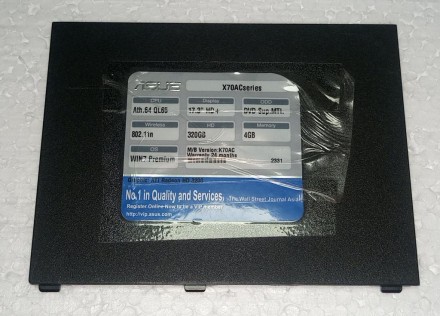 ASUS X70ACseries
CPU Display ODD
Ath.64 QL65 17.3" HD+ DVD Sup.MTL
Wireless HD Memory
802.11n 320GB 4GB
OS M/B Version:K70AC
Warranty 24 months
WIN7 Premium 2201
No.1 in Quality and Services, -The Wall Street Journal Asia
Register Online Now to be a VIP member
http://vip.asus.com